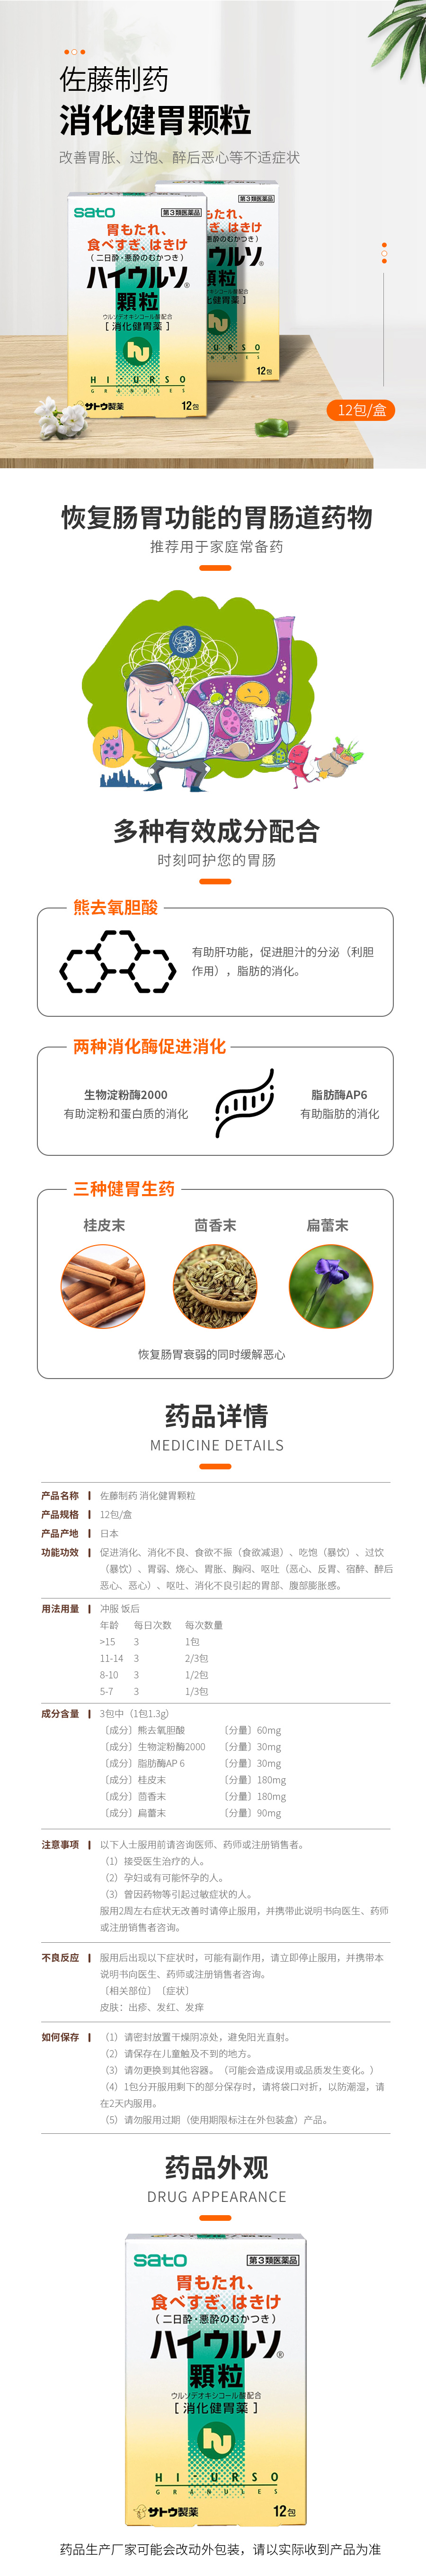 佐藤制药
消化健胃颗粒
改善胃胀、过饱、醉后恶心等不适症状
第3類医薬品
sato
第3類医薬品
胃もたれ、
食べすぎ、はきけ
（二日酔・悪酔のむかつき）
ハイウルソ®
顆粒
ウルソデオキシコール酸配合
［消化健胃薬］
hu
HI-URSO
GRANULES
サトウ製薬
12包
12包
12包/盒
恢复肠胃功能的胃肠道药物
推荐用于家庭常备药
多种有效成分配合
时刻呵护您的胃肠
熊去氧胆酸
有助肝功能，促进胆汁的分泌（利胆
作用），脂肪的消化。
两种消化酶促进消化
生物淀粉酶2000
有助淀粉和蛋白质的消化
脂肪酶AP6
有助脂肪的消化
三种健胃生药
桂皮末 茴香末 扁蕾末
恢复肠胃衰弱的同时缓解恶心
药品详情
MEDICINE DETAILS
产品名称 佐藤制药 消化健胃颗粒
产品规格 12包/盒
产品产地 日本
功能功效 促进消化、消化不良、食欲不振（食欲减退）、吃饱（暴饮）、过饮
（暴饮）、胃弱、烧心、胃胀、胸闷、呕吐（恶心、反胃、宿醉、醉后
恶心、恶心）、呕吐、消化不良引起的胃部、腹部膨胀感。
用法用量 冲服 饭后
年龄 每日次数 每次数量
>15 3 1包
11-14 3 2/3包
8-10 3 1/2包
5-7 3 1/3包
成分含量 3包中（1包1.3g）
〔成分〕熊去氧胆酸 〔分量〕60mg
〔成分〕生物淀粉酶2000 〔分量〕30mg
〔成分〕脂肪酶AP 6 〔分量〕30mg
〔成分〕桂皮末 〔分量〕180mg
〔成分〕茴香末 〔分量〕180mg
〔成分〕扁蕾末 〔分量〕90mg
注意事项 以下人士服用前请咨询医师、药师或注册销售者。
（1）接受医生治疗的人。
（2）孕妇或有可能怀孕的人。
（3）曾因药物等引起过敏症状的人。
服用2周左右症状无改善时请停止服用，并携带此说明书向医生、药师
或注册销售者咨询。
不良反应 服用后出现以下症状时，可能有副作用，请立即停止服用，并携带本
说明书向医生、药师或注册销售者咨询。
〔相关部位〕〔症状〕
皮肤：出疹、发红、发痒
如何保存 （1）请密封放置干燥阴凉处，避免阳光直射。
（2）请保存在儿童触及不到的地方。
（3）请勿更换到其他容器。（可能会造成误用或品质发生变化。）
（4）1包分开服用剩下的部分保存时，请将袋口对折，以防潮湿，请
在2天内服用。
（5）请勿服用过期（使用期限标注在外包装盒）产品。
药品外观
DRUG APPEARANCE
sato
第3類医薬品
胃もたれ、
食べすぎ、はきけ
（二日酔・悪酔のむかつき）
ハイウルソ®
顆粒
ウルソデオキシコール酸配合
［消化健胃薬］
hu
HI-URSO
GRANULES
サトウ製薬
12包
药品生产厂家可能会改动外包装，请以实际收到产品为准